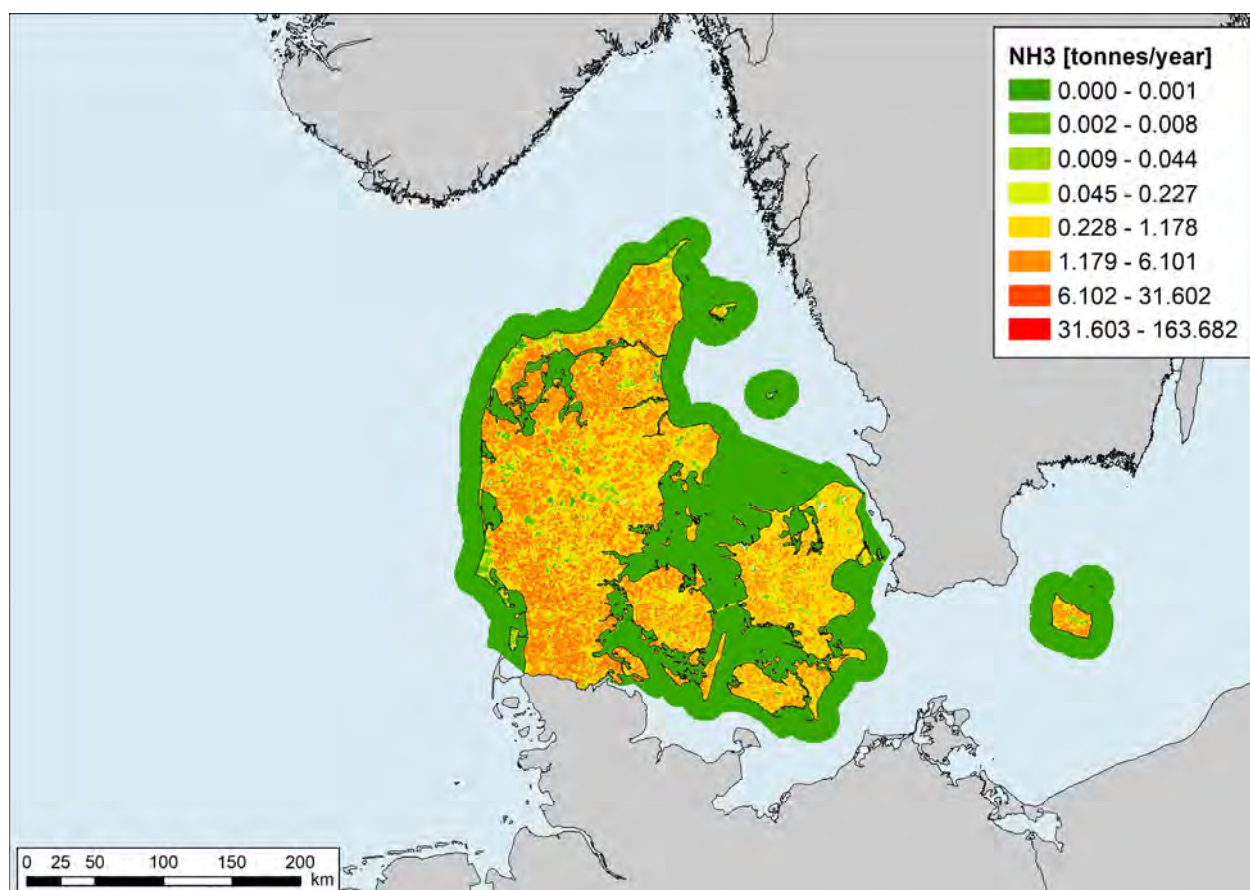 NH3 [tonnes/year]
0.000 - 0.001
0.002 - 0.008
0.009 - 0.044
0.045 - 0.227
0.228 - 1.178
1.179 - 6.101
6.102 - 31.602
31.603 - 163.682
0 25 50 100 150 200
km